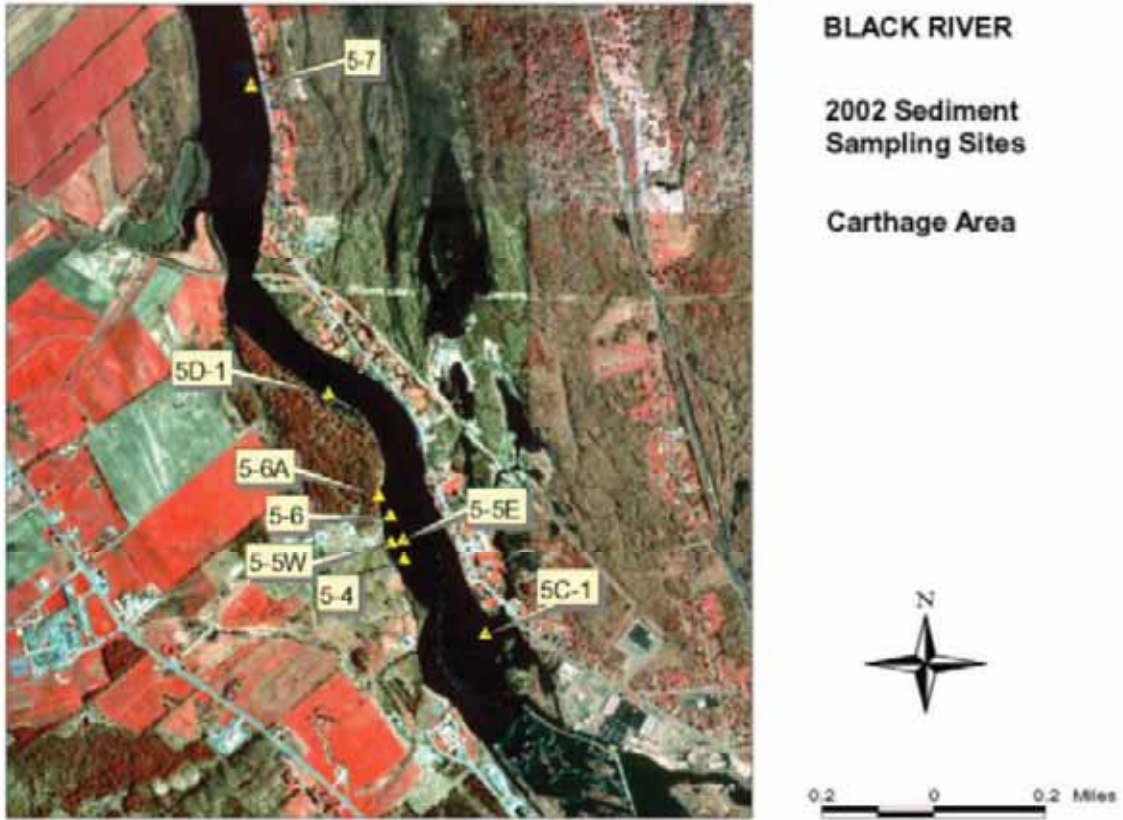 BLACK RIVER
2002 Sediment
Sampling Sites
Carthage Area
5-7
5D-1
5-6A
5-6
5-5E
5-5W
5-4
5C-1
N
0.2 0 0.2 Miles